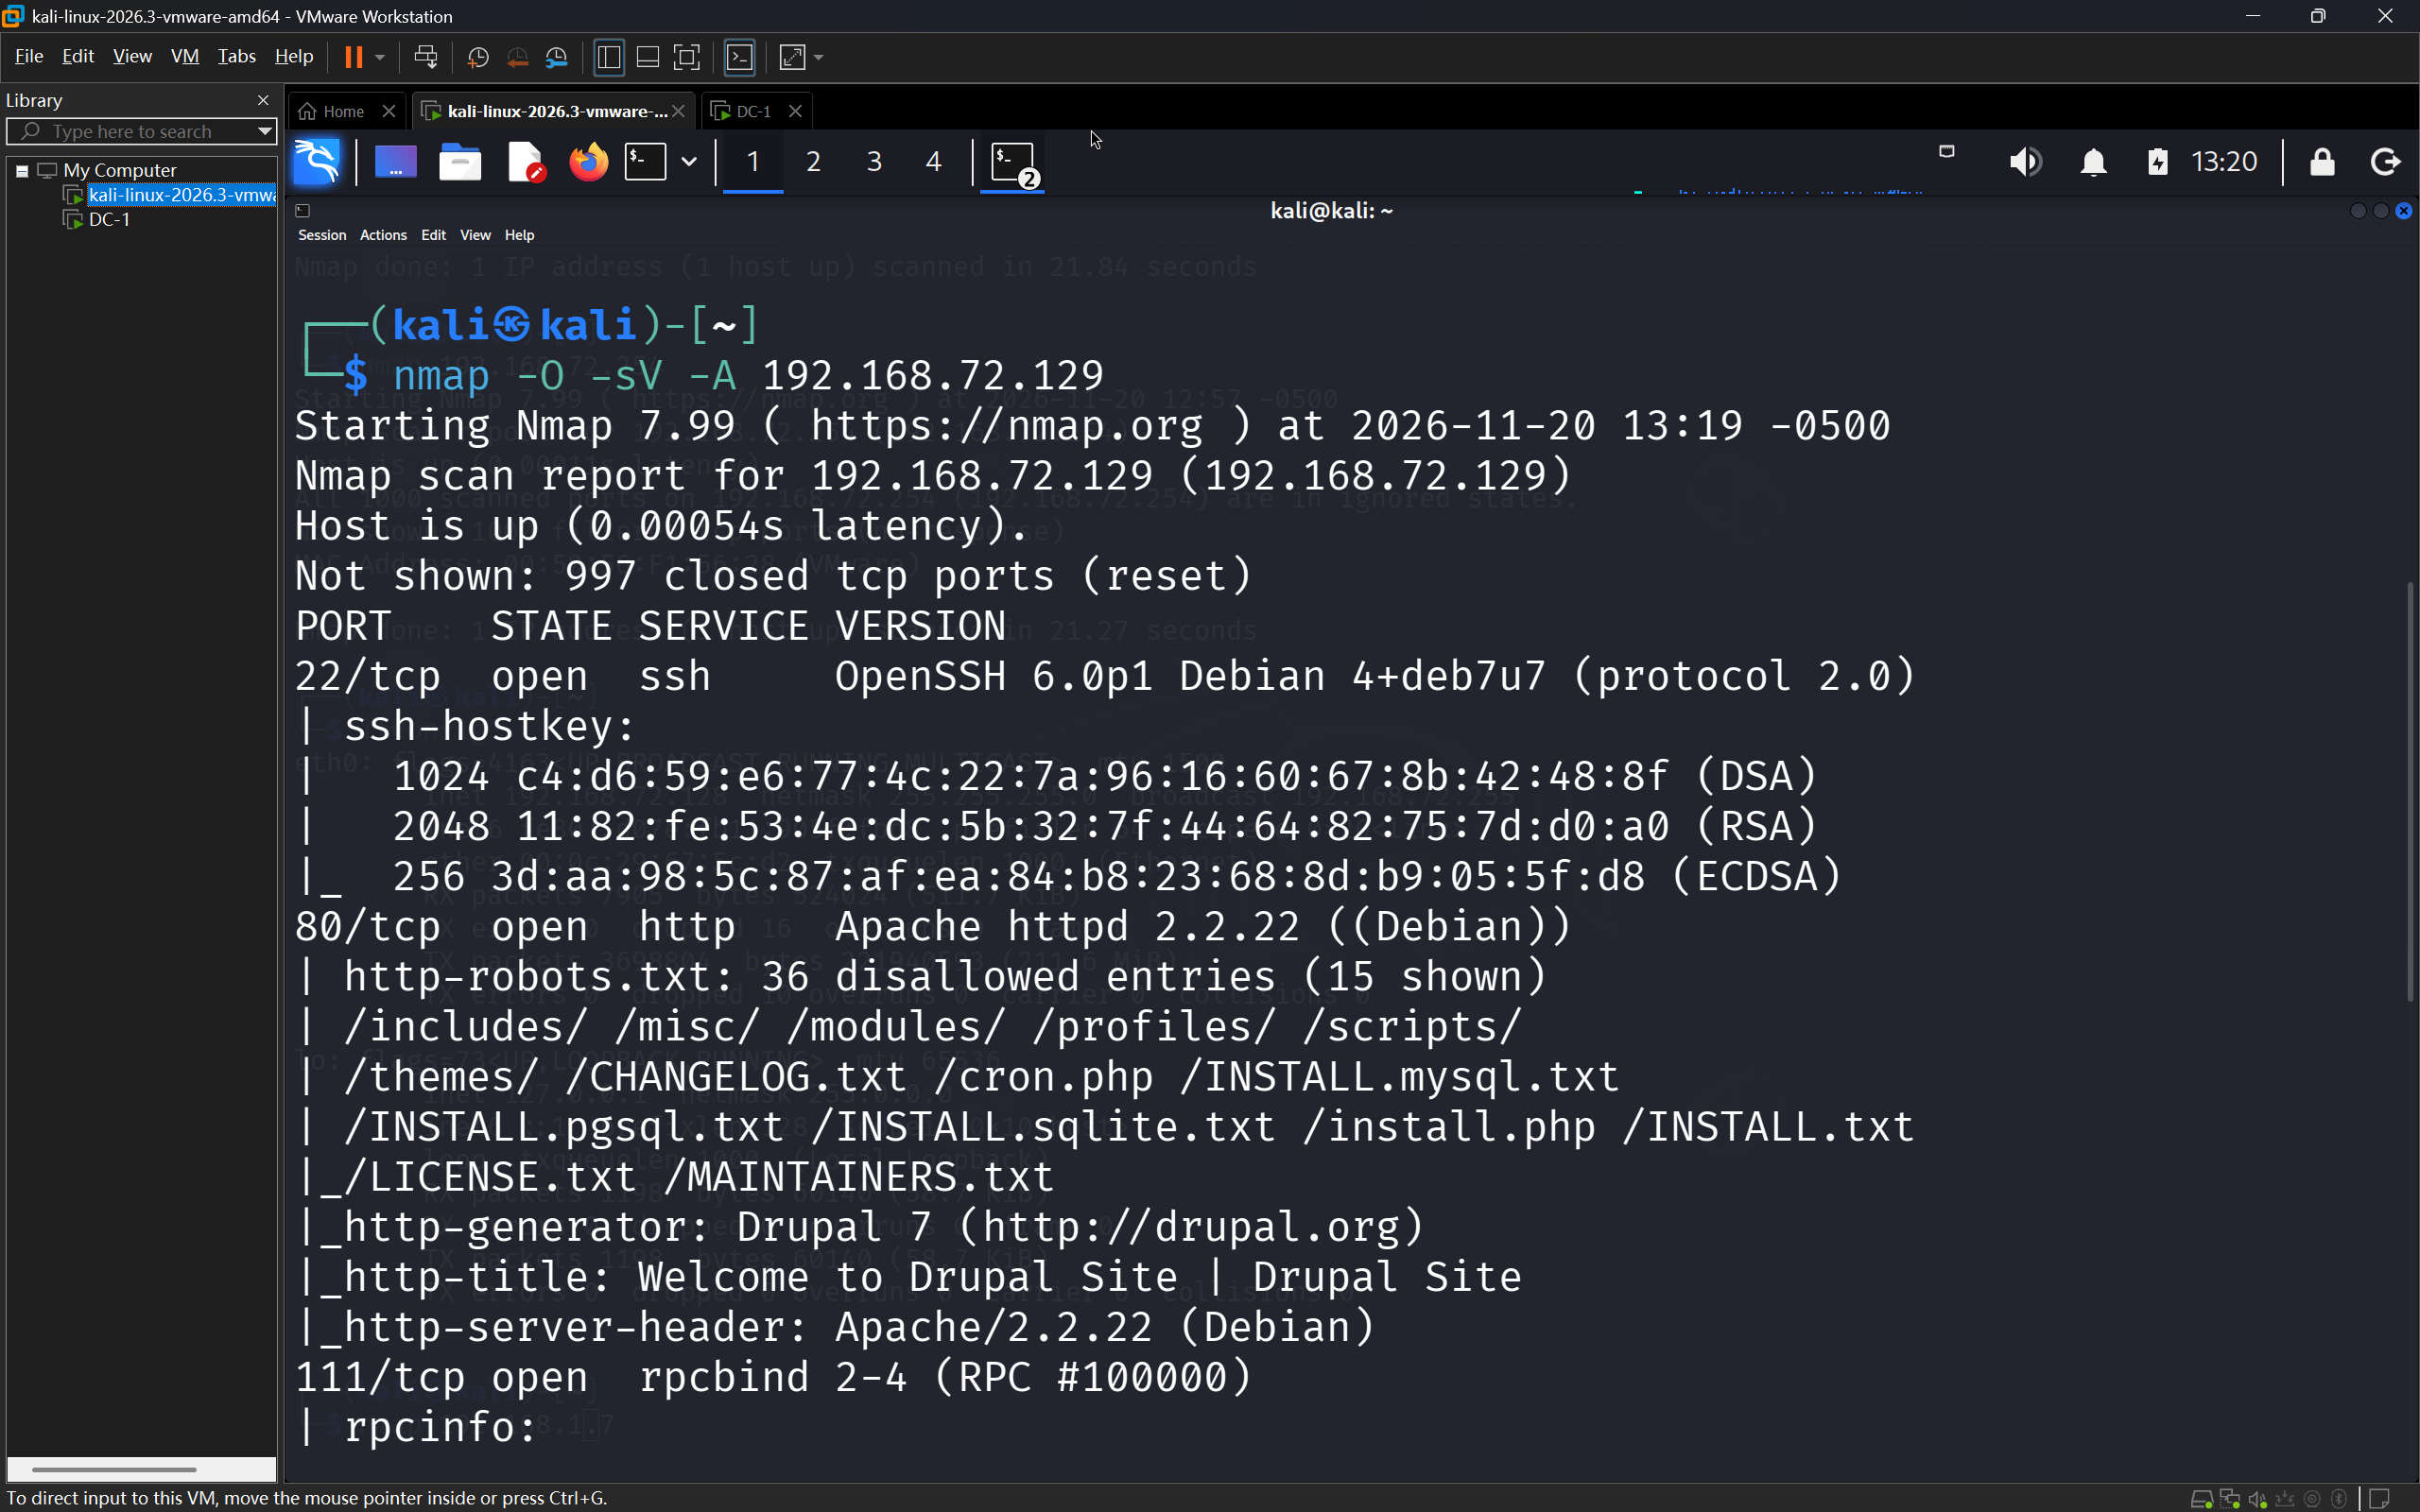 kali-linux-2026.3-vmware-amd64 - VMware Workstation
File Edit View VM Tabs Help
Library
Type here to search
My Computer
kali-linux-2026.3-vmwa
DC-1
Home
kali-linux-2026.3-vmware-...
DC-1
1 2 3 4
2
13:20
kali@kali: ~
Session Actions Edit View Help
Nmap done: 1 IP address (1 host up) scanned in 21.84 seconds
┌──(kali㉿kali)-[~]
└─$ nmap -O -sV -A 192.168.72.129
Starting Nmap 7.99 ( https://nmap.org ) at 2026-11-20 13:19 -0500
Nmap scan report for 192.168.72.129 (192.168.72.129)
Host is up (0.00054s latency).
Not shown: 997 closed tcp ports (reset)
PORT    STATE SERVICE VERSION
22/tcp  open  ssh     OpenSSH 6.0p1 Debian 4+deb7u7 (protocol 2.0)
| ssh-hostkey:
|   1024 c4:d6:59:e6:77:4c:22:7a:96:16:60:67:8b:42:48:8f (DSA)
|   2048 11:82:fe:53:4e:dc:5b:32:7f:44:64:82:75:7d:d0:a0 (RSA)
|_  256 3d:aa:98:5c:87:af:ea:84:b8:23:68:8d:b9:05:5f:d8 (ECDSA)
80/tcp  open  http    Apache httpd 2.2.22 ((Debian))
| http-robots.txt: 36 disallowed entries (15 shown)
| /includes/ /misc/ /modules/ /profiles/ /scripts/
| /themes/ /CHANGELOG.txt /cron.php /INSTALL.mysql.txt
| /INSTALL.pgsql.txt /INSTALL.sqlite.txt /install.php /INSTALL.txt
|_/LICENSE.txt /MAINTAINERS.txt
|_http-generator: Drupal 7 (http://drupal.org)
|_http-title: Welcome to Drupal Site | Drupal Site
|_http-server-header: Apache/2.2.22 (Debian)
111/tcp open  rpcbind 2-4 (RPC #100000)
| rpcinfo:
To direct input to this VM, move the mouse pointer inside or press Ctrl+G.